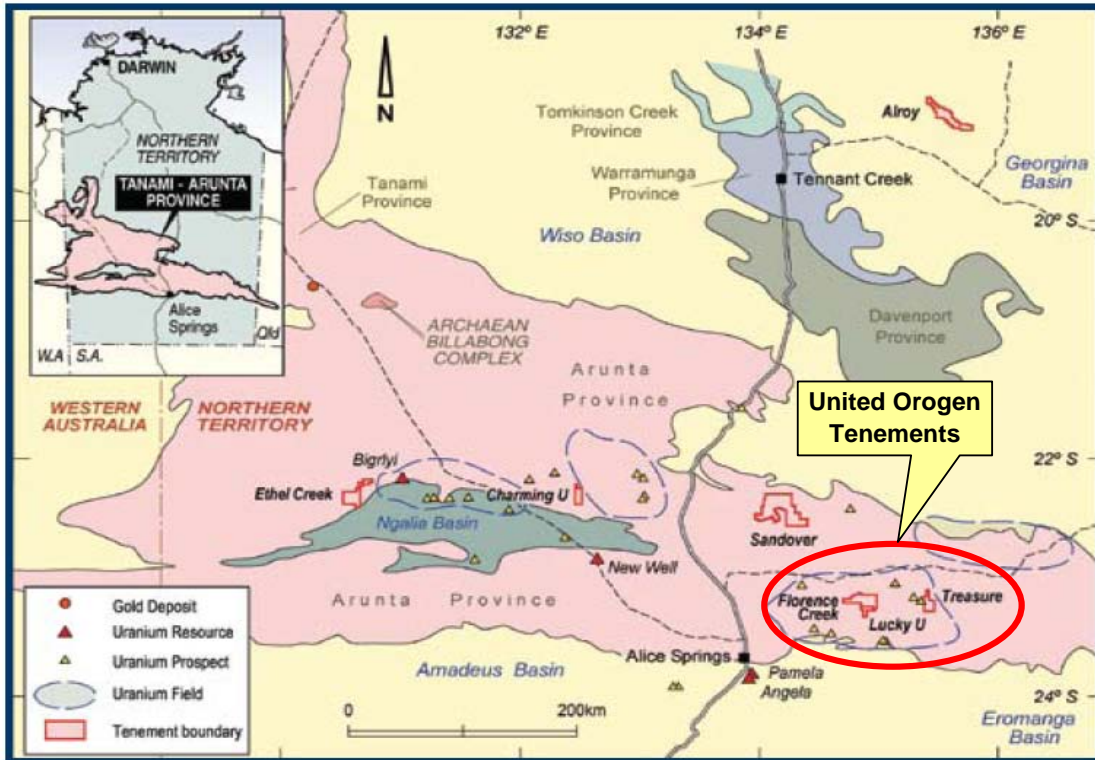 132° E
134° E
136° E
DARWIN
NORTHERN
TERRITORY
TANAMI - ARUNTA
PROVINCE
Alice
Springs
Qld
W.A
S.A.
N
Tomkinson Creek
Province
Alroy
Warramunga
Province
Tennant Creek
Georgina
Basin
Tanami
Province
20° S
Wiso Basin
Davenport
Province
ARCHAEAN
BILLABONG
COMPLEX
Arunta
Province
WESTERN
AUSTRALIA
NORTHERN
TERRITORY
United Orogen
Tenements
22° S
Bigrlyi
Ethel Creek
Charming U
Ngalia Basin
Sandover
New Well
Arunta Province
Florence
Creek
Treasure
Lucky U
Alice Springs
Pamela
Angela
Amadeus Basin
24° S
Eromanga
Basin
0
200km
Gold Deposit
Uranium Resource
Uranium Prospect
Uranium Field
Tenement boundary